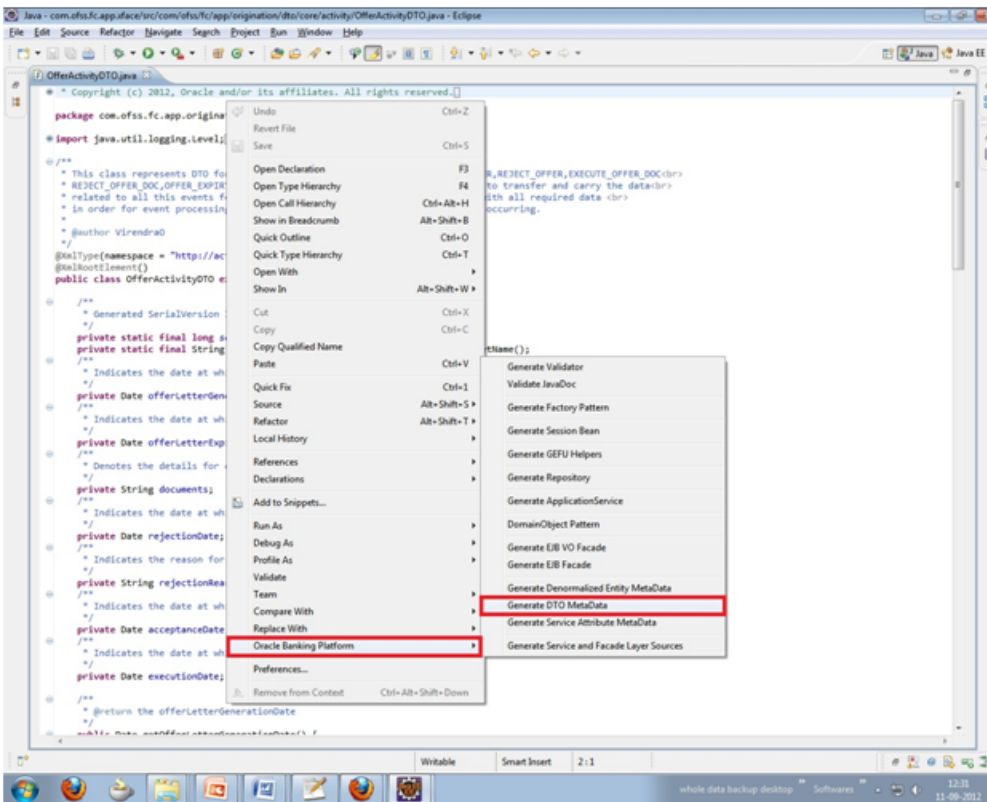 Java - com.ofss.fc.app.xface/src/com/ofss/fc/app/origination/dto/core/activity/OfferActivityDTO.java - Eclipse
File Edit Source Refactor Navigate Search Project Run Window Help
Java Java EE
OfferActivityDTO.java
* Copyright (c) 2012, Oracle and/or its affiliates. All rights reserved.
package com.ofss.fc.app.origina
import java.util.logging.Level;
/**
* This class represents DTO fo R,REJECT_OFFER,EXECUTE_OFFER_DOC<br>
* REJECT_OFFER_DOC,OFFER_EXPIR to transfer and carry the data<br>
* related to all this events f ith all required data <br>
* in order for event processing occurring.
*
* @author VirendraO
*/
@XmlType(namespace = "http://ac
@XmlRootElement()
public class OfferActivityDTO e
/**
* Generated SerialVersion
*/
private static final long s
private static final String tName();
/**
* Indicates the date at wh
*/
private Date offerLetterGen
/**
* Indicates the date at wh
*/
private Date offerLetterExp
/**
* Denotes the details for
*/
private String documents;
/**
* Indicates the date at wh
*/
private Date rejectionDate;
/**
* Indicates the reason for
*/
private String rejectionRea
/**
* Indicates the date at wh
*/
private Date acceptanceDate
/**
* Indicates the date at wh
*/
private Date executionDate;
/**
* @return the offerLetterGenerationDate
*/
public Date getOfferLetterGenerationDate() {
Undo Ctrl+Z
Revert File
Save Ctrl+S
Open Declaration F3
Open Type Hierarchy F4
Open Call Hierarchy Ctrl+Alt+H
Show in Breadcrumb Alt+Shift+B
Quick Outline Ctrl+O
Quick Type Hierarchy Ctrl+T
Open With
Show In Alt+Shift+W
Cut Ctrl+X
Copy Ctrl+C
Copy Qualified Name
Paste Ctrl+V
Quick Fix Ctrl+1
Source Alt+Shift+S
Refactor Alt+Shift+T
Local History
References
Declarations
Add to Snippets...
Run As
Debug As
Profile As
Validate
Team
Compare With
Replace With
Oracle Banking Platform
Preferences...
Remove from Context Ctrl+Alt+Shift+Down
Generate Validator
Validate JavaDoc
Generate Factory Pattern
Generate Session Bean
Generate GEFU Helpers
Generate Repository
Generate ApplicationService
DomainObject Pattern
Generate EJB VO Facade
Generate EJB Facade
Generate Denormalized Entity MetaData
Generate DTO MetaData
Generate Service Attribute MetaData
Generate Service and Facade Layer Sources
Writable Smart Insert 2:1
whole data backup desktop Softwares 12:31
11-09-2012